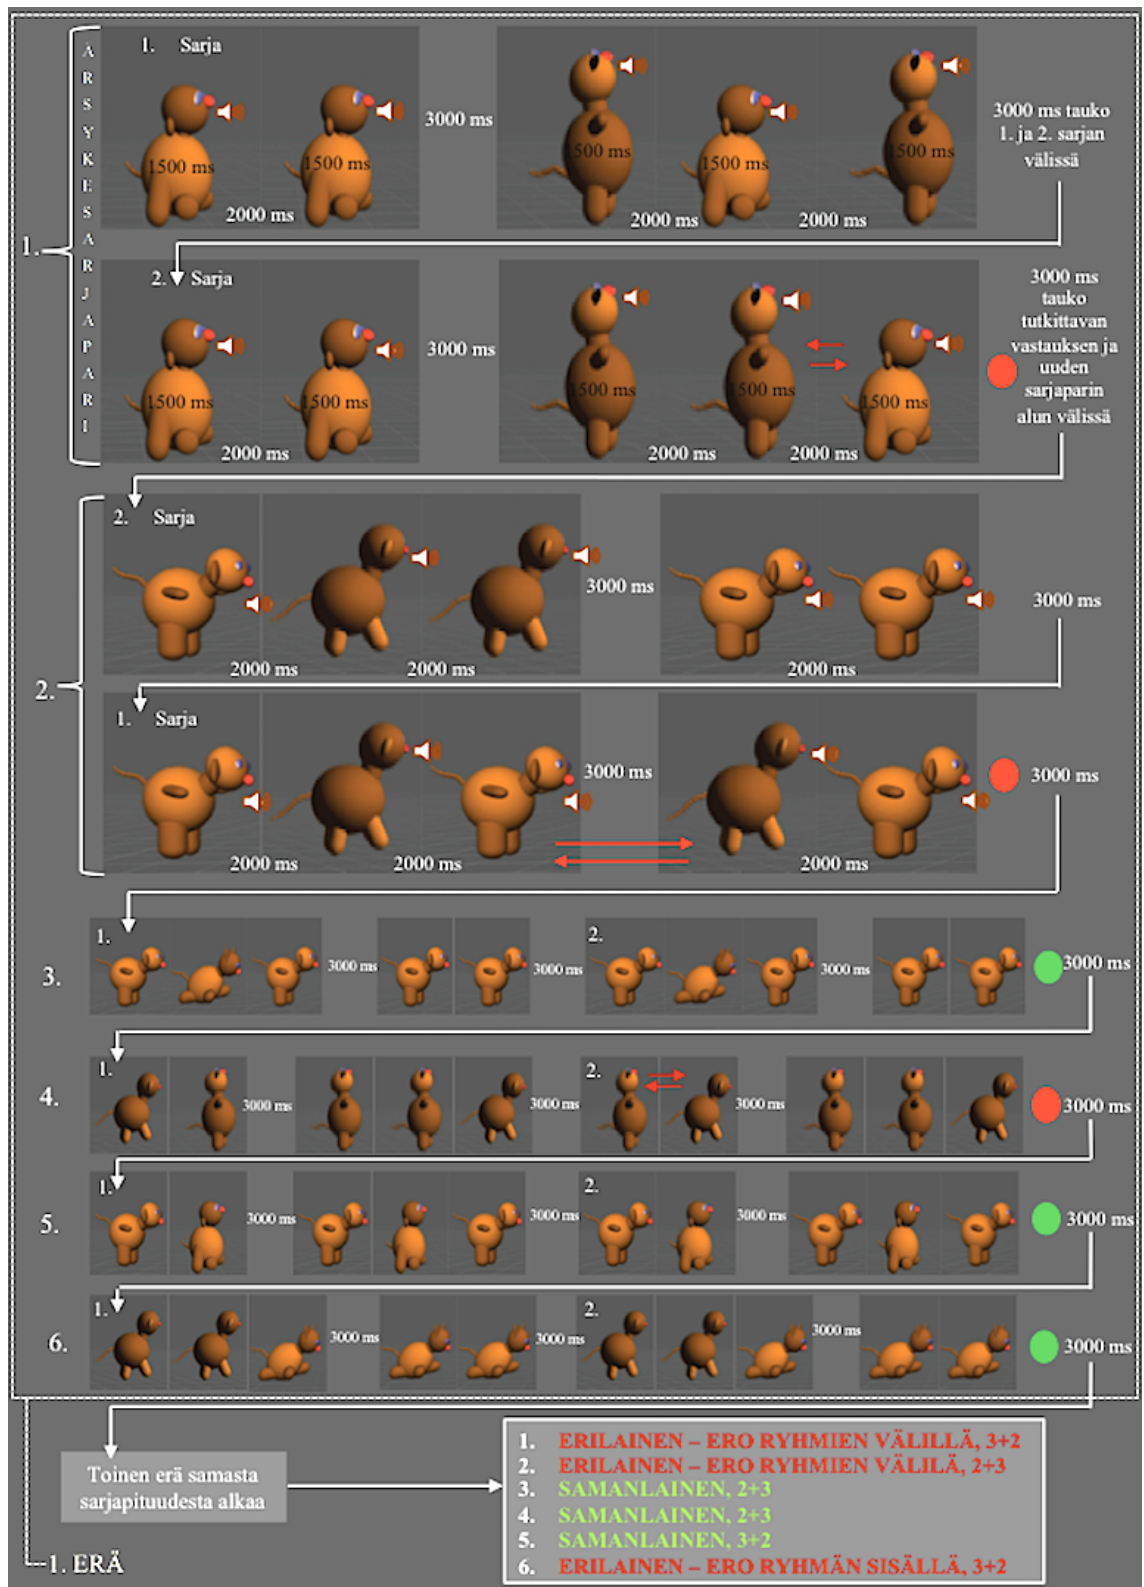 ÄRSYKESARJAPARI
1. Sarja
1500 ms
1500 ms
2000 ms
3000 ms
1500 ms
1500 ms
1500 ms
2000 ms
2000 ms
3000 ms tauko
1. ja 2. sarjan
välissä
1.
2. Sarja
1500 ms
1500 ms
2000 ms
3000 ms
1500 ms
1500 ms
1500 ms
2000 ms
2000 ms
3000 ms
tauko
tutkittavan
vastauksen ja
uuden
sarjaparin
alun välissä
2.
2. Sarja
2000 ms
2000 ms
3000 ms
2000 ms
3000 ms
1. Sarja
2000 ms
2000 ms
3000 ms
2000 ms
3000 ms
3.
1.
3000 ms
3000 ms
2.
3000 ms
3000 ms
4.
1.
3000 ms
3000 ms
2.
3000 ms
3000 ms
5.
1.
3000 ms
3000 ms
2.
3000 ms
3000 ms
6.
1.
3000 ms
3000 ms
2.
3000 ms
3000 ms
Toinen erä samasta
sarjapituudesta alkaa
1. ERILAINEN – ERO RYHMIEN VÄLILLÄ, 3+2
2. ERILAINEN – ERO RYHMIEN VÄLILÄ, 2+3
3. SAMANLAINEN, 2+3
4. SAMANLAINEN, 2+3
5. SAMANLAINEN, 3+2
6. ERILAINEN – ERO RYHMÄN SISÄLLÄ, 3+2
1. ERÄ